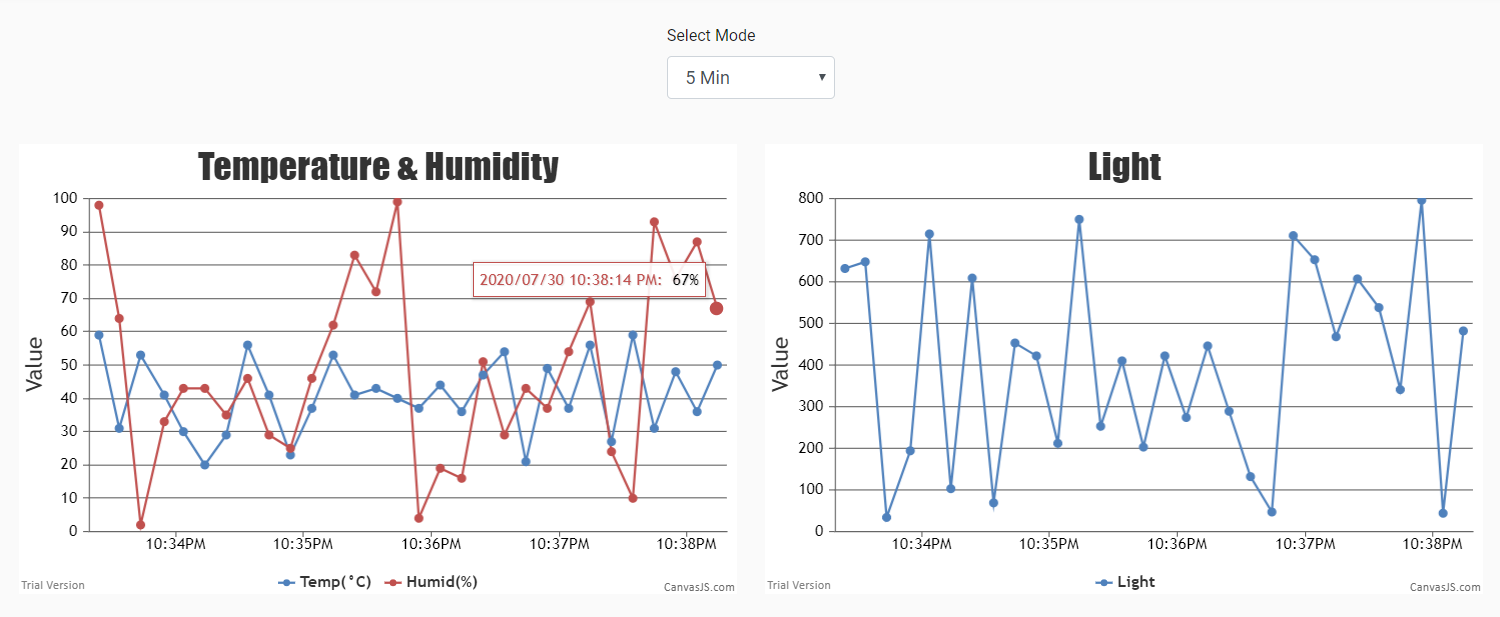 Select Mode
5 Min
Temperature & Humidity
100
90
80
70
60
50
40
30
20
10
0
Value
2020/07/30 10:38:14 PM: 67%
10:34PM 10:35PM 10:36PM 10:37PM 10:38PM
Temp(°C) Humid(%)
Trial Version
CanvasJS.com
Light
800
700
600
500
400
300
200
100
0
Value
10:34PM 10:35PM 10:36PM 10:37PM 10:38PM
Light
Trial Version
CanvasJS.com